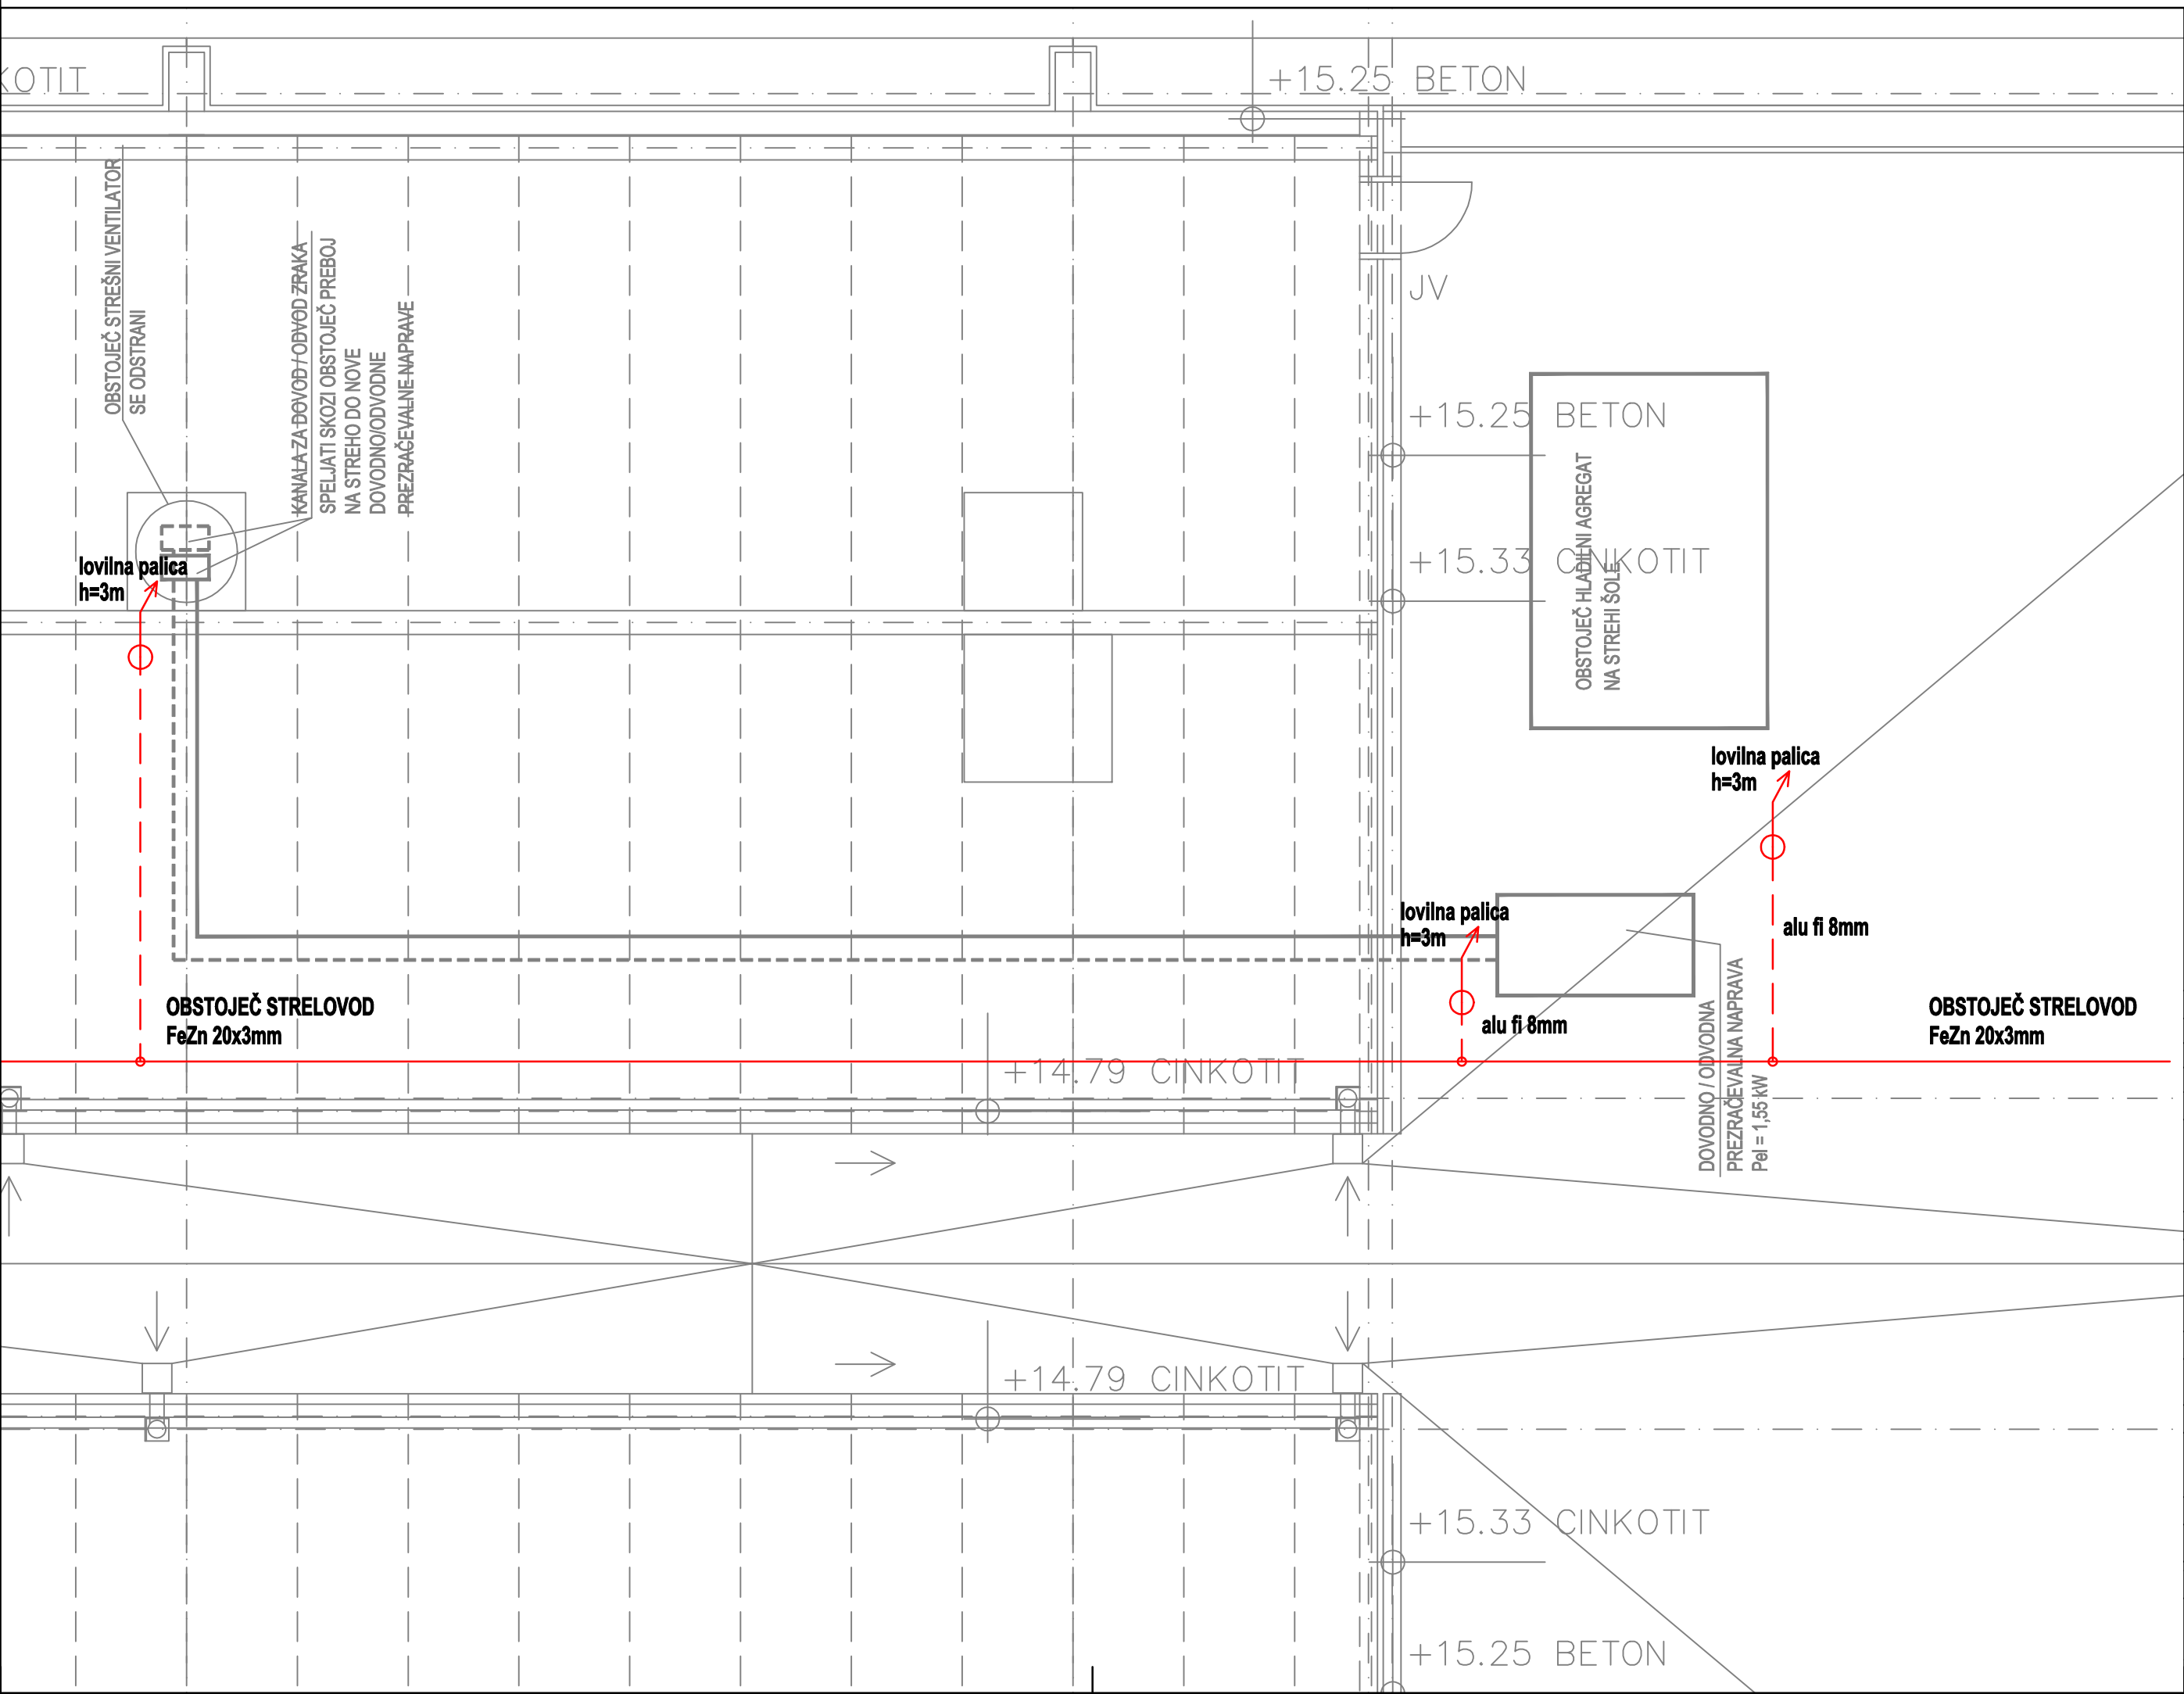 KOTIT
+15.25 BETON
OBSTOJEČ STREŠNI VENTILATOR
SE ODSTRANI
KANALA ZA DOVOD / ODVOD ZRAKA
SPELJATI SKOZI OBSTOJEČ PREBOJ
NA STREHO DO NOVE
DOVODNO/ODVODNE
PREZRAČEVALNE NAPRAVE
JV
+15.25 BETON
+15.33 CINKOTIT
OBSTOJEČ HLADILNI AGREGAT
NA STREHI ŠOLE
lovilna palica
h=3m
lovilna palica
h=3m
lovilna palica
h=3m
alu fi 8mm
alu fi 8mm
OBSTOJEČ STRELOVOD
FeZn 20x3mm
OBSTOJEČ STRELOVOD
FeZn 20x3mm
DOVODNO / ODVODNA
PREZRAČEVALNA NAPRAVA
Pel = 1,55 kW
+14.79 CINKOTIT
+14.79 CINKOTIT
+15.33 CINKOTIT
+15.25 BETON